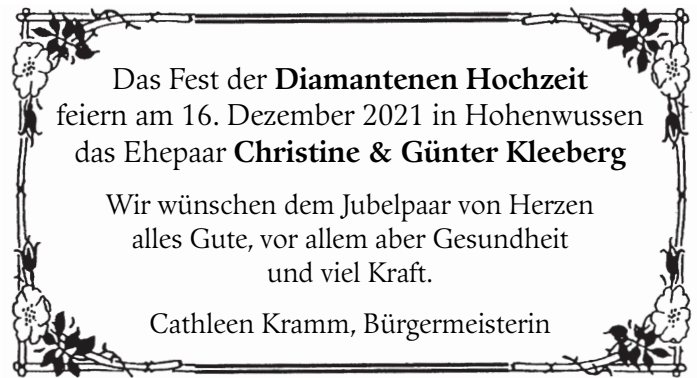 Das Fest der Diamantenen Hochzeit
feiern am 16. Dezember 2021 in Hohenwussen
das Ehepaar Christine & Günter Kleeberg
Wir wünschen dem Jubelpaar von Herzen
alles Gute, vor allem aber Gesundheit
und viel Kraft.
Cathleen Kramm, Bürgermeisterin